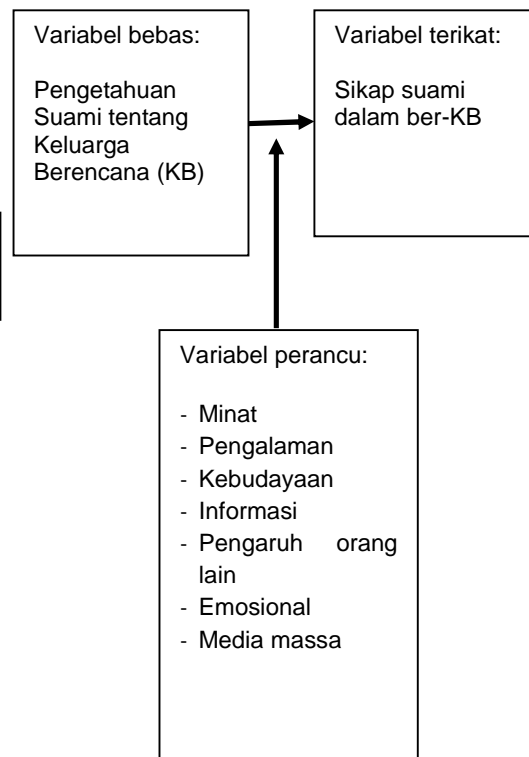 Variabel bebas:
Pengetahuan
Suami tentang
Keluarga
Berencana (KB)
Variabel terikat:
Sikap suami
dalam ber-KB
Variabel perancu:
- Minat
- Pengalaman
- Kebudayaan
- Informasi
- Pengaruh orang
lain
- Emosional
- Media massa